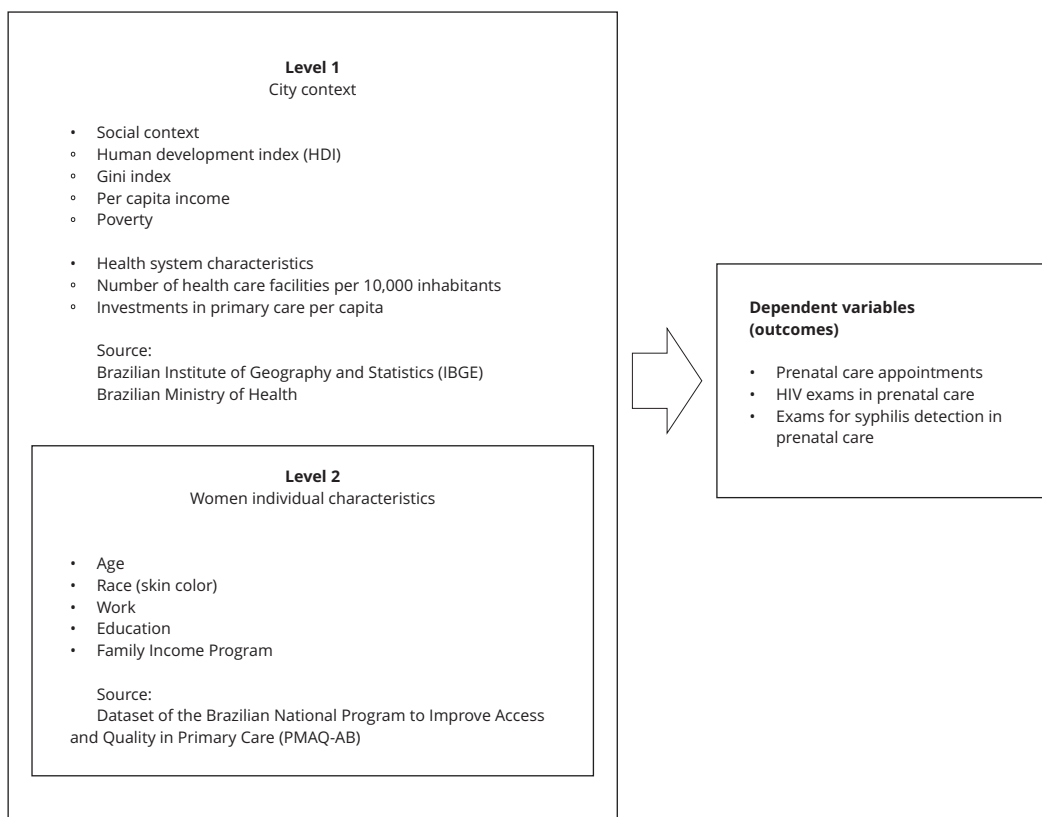 Level 1
City context
• Social context
∘ Human development index (HDI)
∘ Gini index
∘ Per capita income
∘ Poverty
• Health system characteristics
∘ Number of health care facilities per 10,000 inhabitants
∘ Investments in primary care per capita
Source:
Brazilian Institute of Geography and Statistics (IBGE)
Brazilian Ministry of Health
Level 2
Women individual characteristics
• Age
• Race (skin color)
• Work
• Education
• Family Income Program
Source:
Dataset of the Brazilian National Program to Improve Access
and Quality in Primary Care (PMAQ-AB)
Dependent variables
(outcomes)
• Prenatal care appointments
• HIV exams in prenatal care
• Exams for syphilis detection in
prenatal care